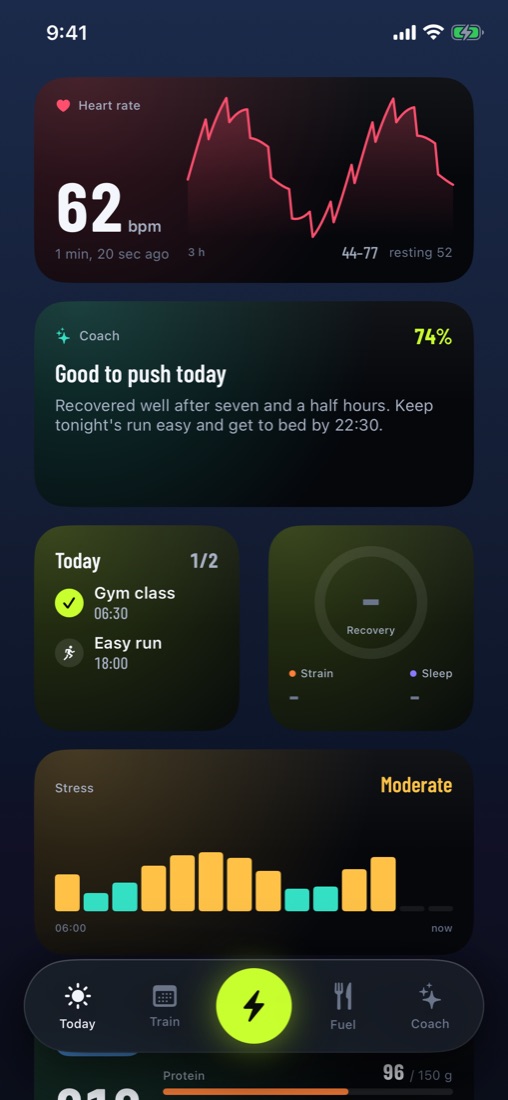 9:41
Heart rate
62 bpm
1 min, 20 sec ago
3 h
44–77 resting 52
Coach
74%
Good to push today
Recovered well after seven and a half hours. Keep
tonight's run easy and get to bed by 22:30.
Today
1/2
Gym class
06:30
Easy run
18:00
–
Recovery
Strain
Sleep
–
–
Stress
Moderate
06:00
now
Today
Train
Fuel
Coach
Protein
96 / 150 g